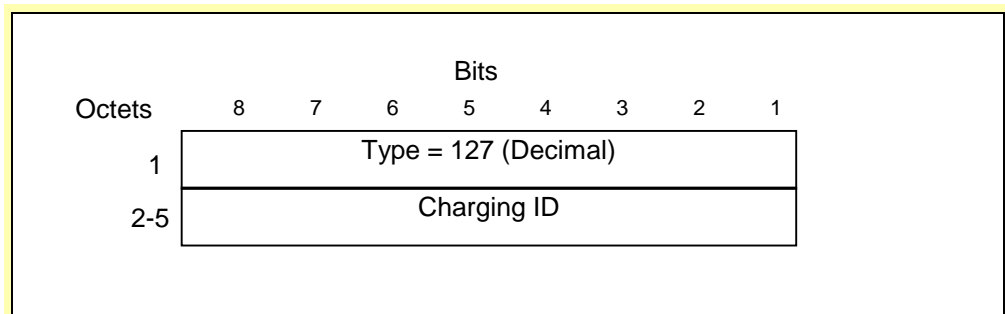 Bits
Octets 8 7 6 5 4 3 2 1
1 Type = 127 (Decimal)
2-5 Charging ID